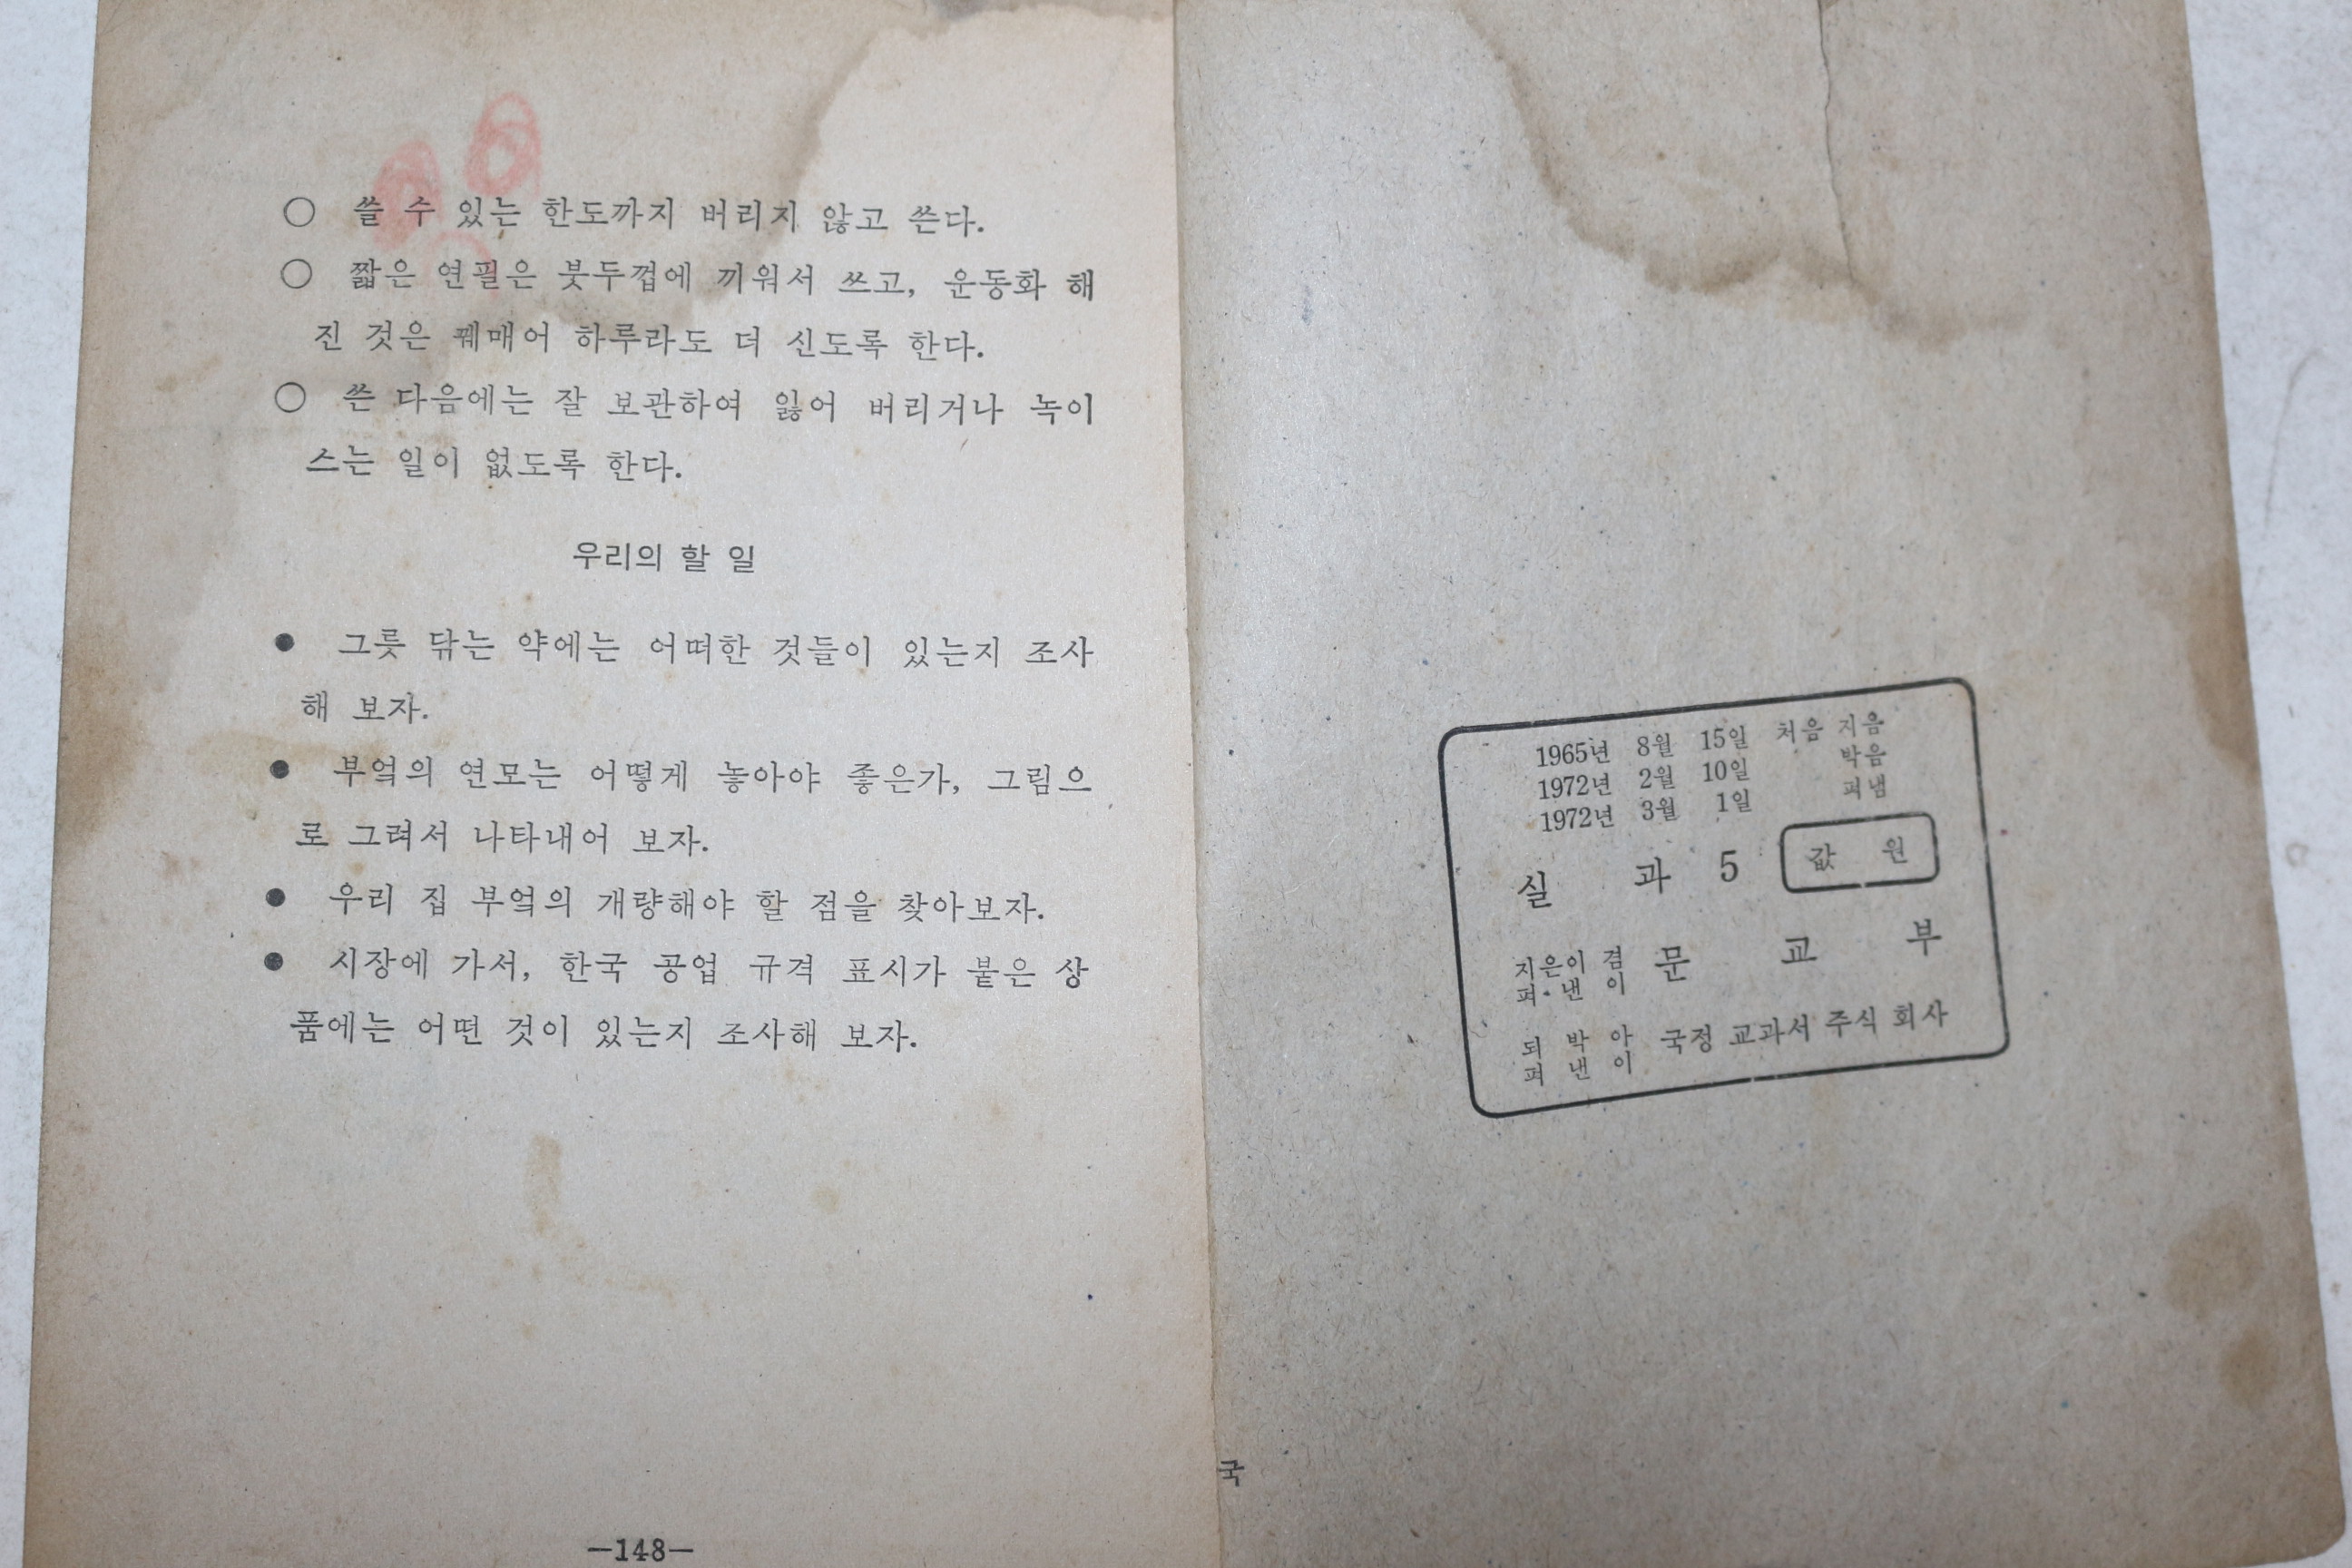 ○ 쓸 수 있는 한도까지 버리지 않고 쓴다.
○ 짧은 연필은 붓두껍에 끼워서 쓰고, 운동화 해
진 것은 꿰매어 하루라도 더 신도록 한다.
○ 쓴 다음에는 잘 보관하여 잃어 버리거나 녹이
스는 일이 없도록 한다.
우리의 할 일
● 그릇 닦는 약에는 어떠한 것들이 있는지 조사
해 보자.
● 부엌의 연모는 어떻게 놓아야 좋은가, 그림으
로 그려서 나타내어 보자.
● 우리 집 부엌의 개량해야 할 점을 찾아보자.
● 시장에 가서, 한국 공업 규격 표시가 붙은 상
품에는 어떤 것이 있는지 조사해 보자.
—148—
1965년 8월 15일 처음 지음
1972년 2월 10일 박음
1972년 3월 1일 펴냄
실 과 5 값 원
지은이 겸
펴·낸 이
문 교 부
되 박 아
펴 낸 이
국정 교과서 주식 회사
국